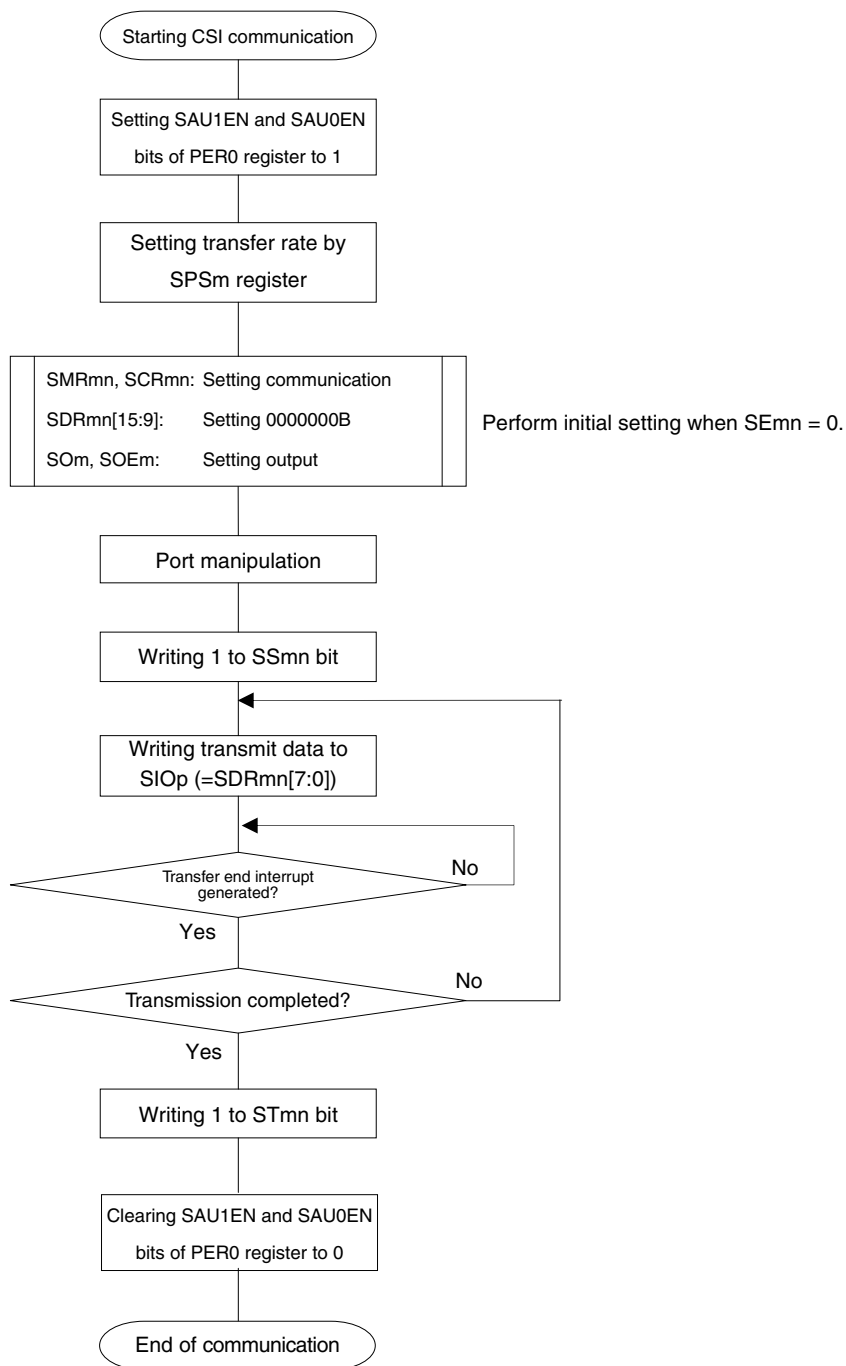 Starting CSI communication
Setting SAU1EN and SAU0EN
bits of PER0 register to 1
Setting transfer rate by
SPSm register
SMRmn, SCRmn: Setting communication
SDRmn[15:9]: Setting 0000000B
SOm, SOEm: Setting output
Perform initial setting when SEmn = 0.
Port manipulation
Writing 1 to SSmn bit
Writing transmit data to
SIOp (=SDRmn[7:0])
Transfer end interrupt
generated?
No
Yes
Transmission completed?
No
Yes
Writing 1 to STmn bit
Clearing SAU1EN and SAU0EN
bits of PER0 register to 0
End of communication